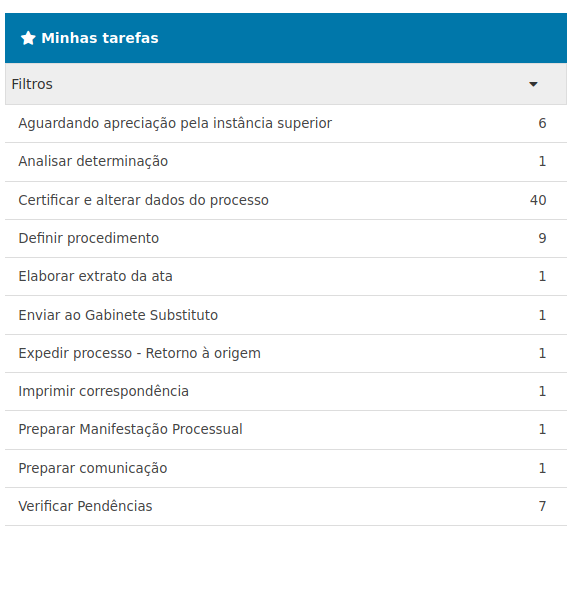 Minhas tarefas
Filtros
Aguardando apreciação pela instância superior 6
Analisar determinação 1
Certificar e alterar dados do processo 40
Definir procedimento 9
Elaborar extrato da ata 1
Enviar ao Gabinete Substituto 1
Expedir processo - Retorno à origem 1
Imprimir correspondência 1
Preparar Manifestação Processual 1
Preparar comunicação 1
Verificar Pendências 7